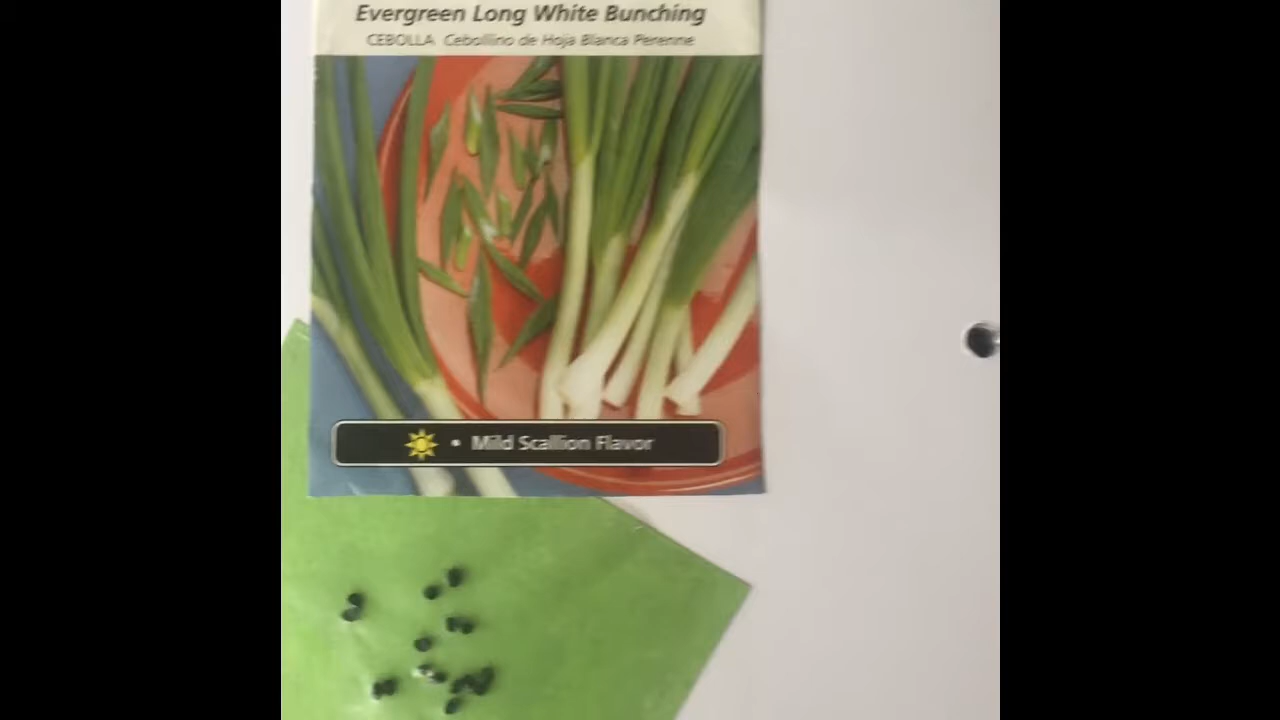 Evergreen Long White Bunching
CEBOLLA Cebollino de Hoja Blanca Perenne
• Mild Scallion Flavor